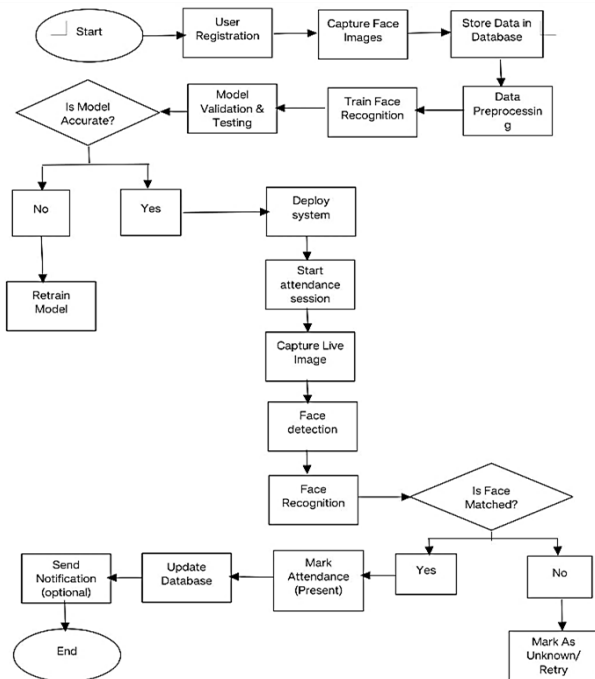 Start
User
Registration
Capture Face
Images
Store Data in
Database
Is Model
Accurate?
Model
Validation &
Testing
Train Face
Recognition
Data
Preprocessin
g
No
Yes
Deploy
system
Retrain
Model
Start
attendance
session
Capture Live
Image
Face
detection
Face
Recognition
Is Face
Matched?
Send
Notification
(optional)
Update
Database
Mark
Attendance
(Present)
Yes
No
End
Mark As
Unknown/
Retry